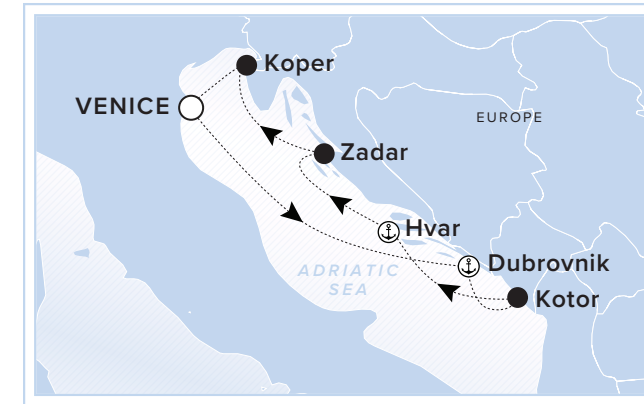 Koper
VENICE
EUROPE
Zadar
Hvar
Dubrovnik
ADRIATIC
SEA
Kotor